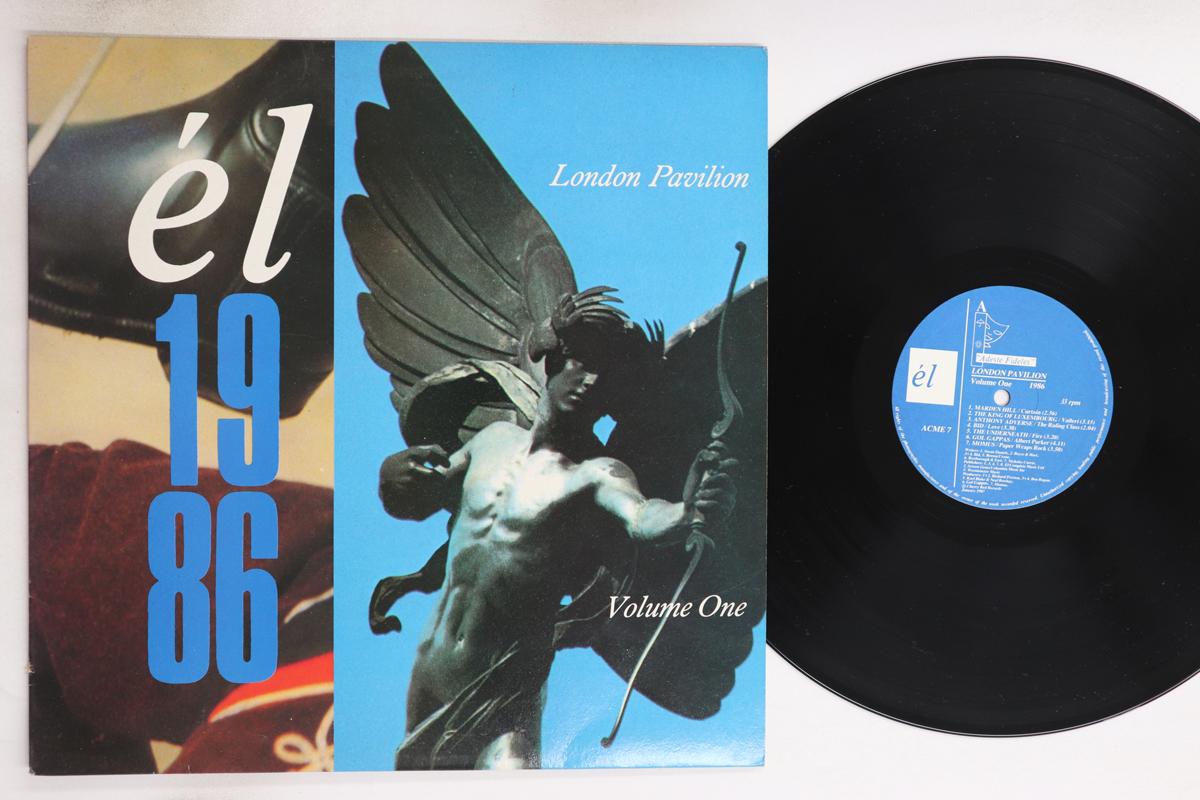 él
19
86
London Pavilion
Volume One
A
"Adeste Fideles"
LONDON PAVILION
Volume One 1986
él
33 rpm
ACME 7
1. MARDEN HILL / Curtain (2.56)
2. THE KING OF LUXEMBOURG / Valleri (3.15)
3. ANTHONY ADVERSE / The Ruling Class (2.04)
4. BID / Love (3.30)
5. THE UNDERNEATH / Fire (3.20)
6. GOL GAPPAS / Albert Parker (4.11)
7. MOMUS / Paper Wraps Rock (3.50)